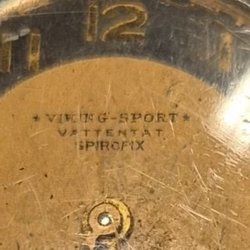 12
★ VIKING-SPORT ★
VATTENTÄT
SPIROFIX